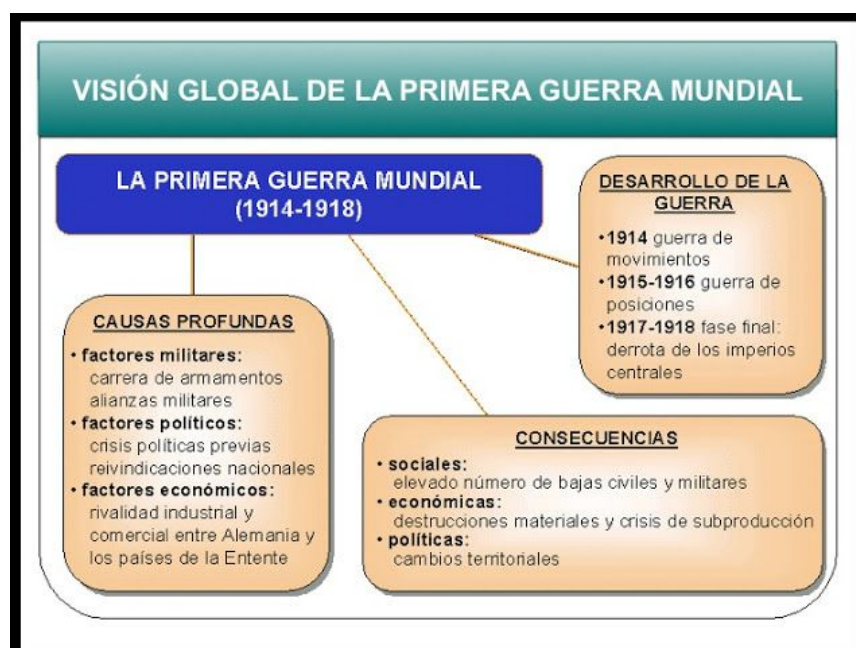 VISIÓN GLOBAL DE LA PRIMERA GUERRA MUNDIAL
LA PRIMERA GUERRA MUNDIAL
(1914-1918)
DESARROLLO DE LA
GUERRA
•1914 guerra de
movimientos
•1915-1916 guerra de
posiciones
•1917-1918 fase final:
derrota de los imperios
centrales
CAUSAS PROFUNDAS
• factores militares:
carrera de armamentos
alianzas militares
• factores políticos:
crisis políticas previas
reivindicaciones nacionales
• factores económicos:
rivalidad industrial y
comercial entre Alemania y
los países de la Entente
CONSECUENCIAS
• sociales:
elevado número de bajas civiles y militares
• económicas:
destrucciones materiales y crisis de subproducción
• políticas:
cambios territoriales